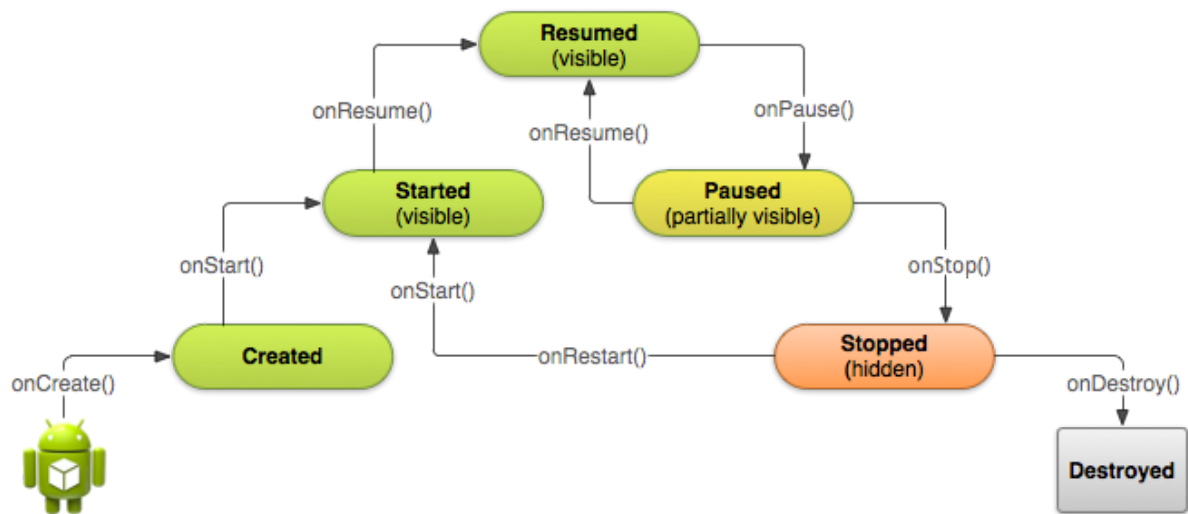 Resumed
(visible)
onResume()
onResume()
onPause()
Started
(visible)
Paused
(partially visible)
onStart()
onStart()
onStop()
Created
onRestart()
Stopped
(hidden)
onCreate()
onDestroy()
Destroyed